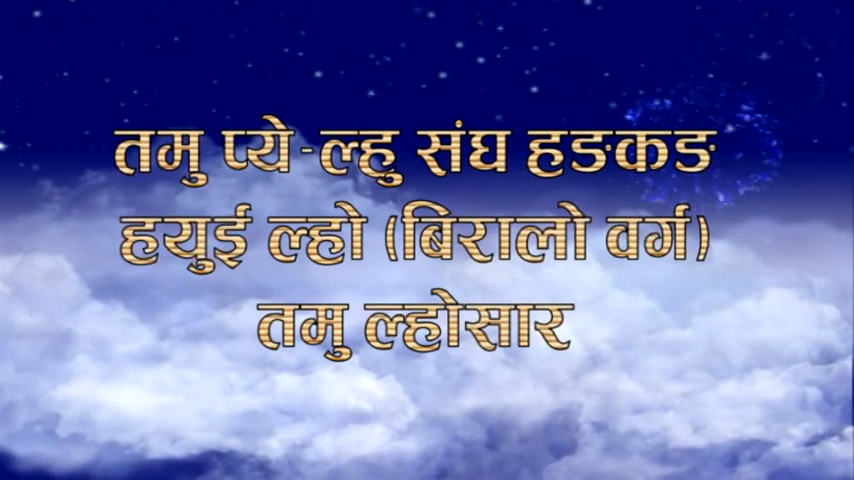 तमु प्ये-ल्हु संघ हङकङ
हयुई ल्हो (बिरालो वर्ग)
तमु ल्होसार